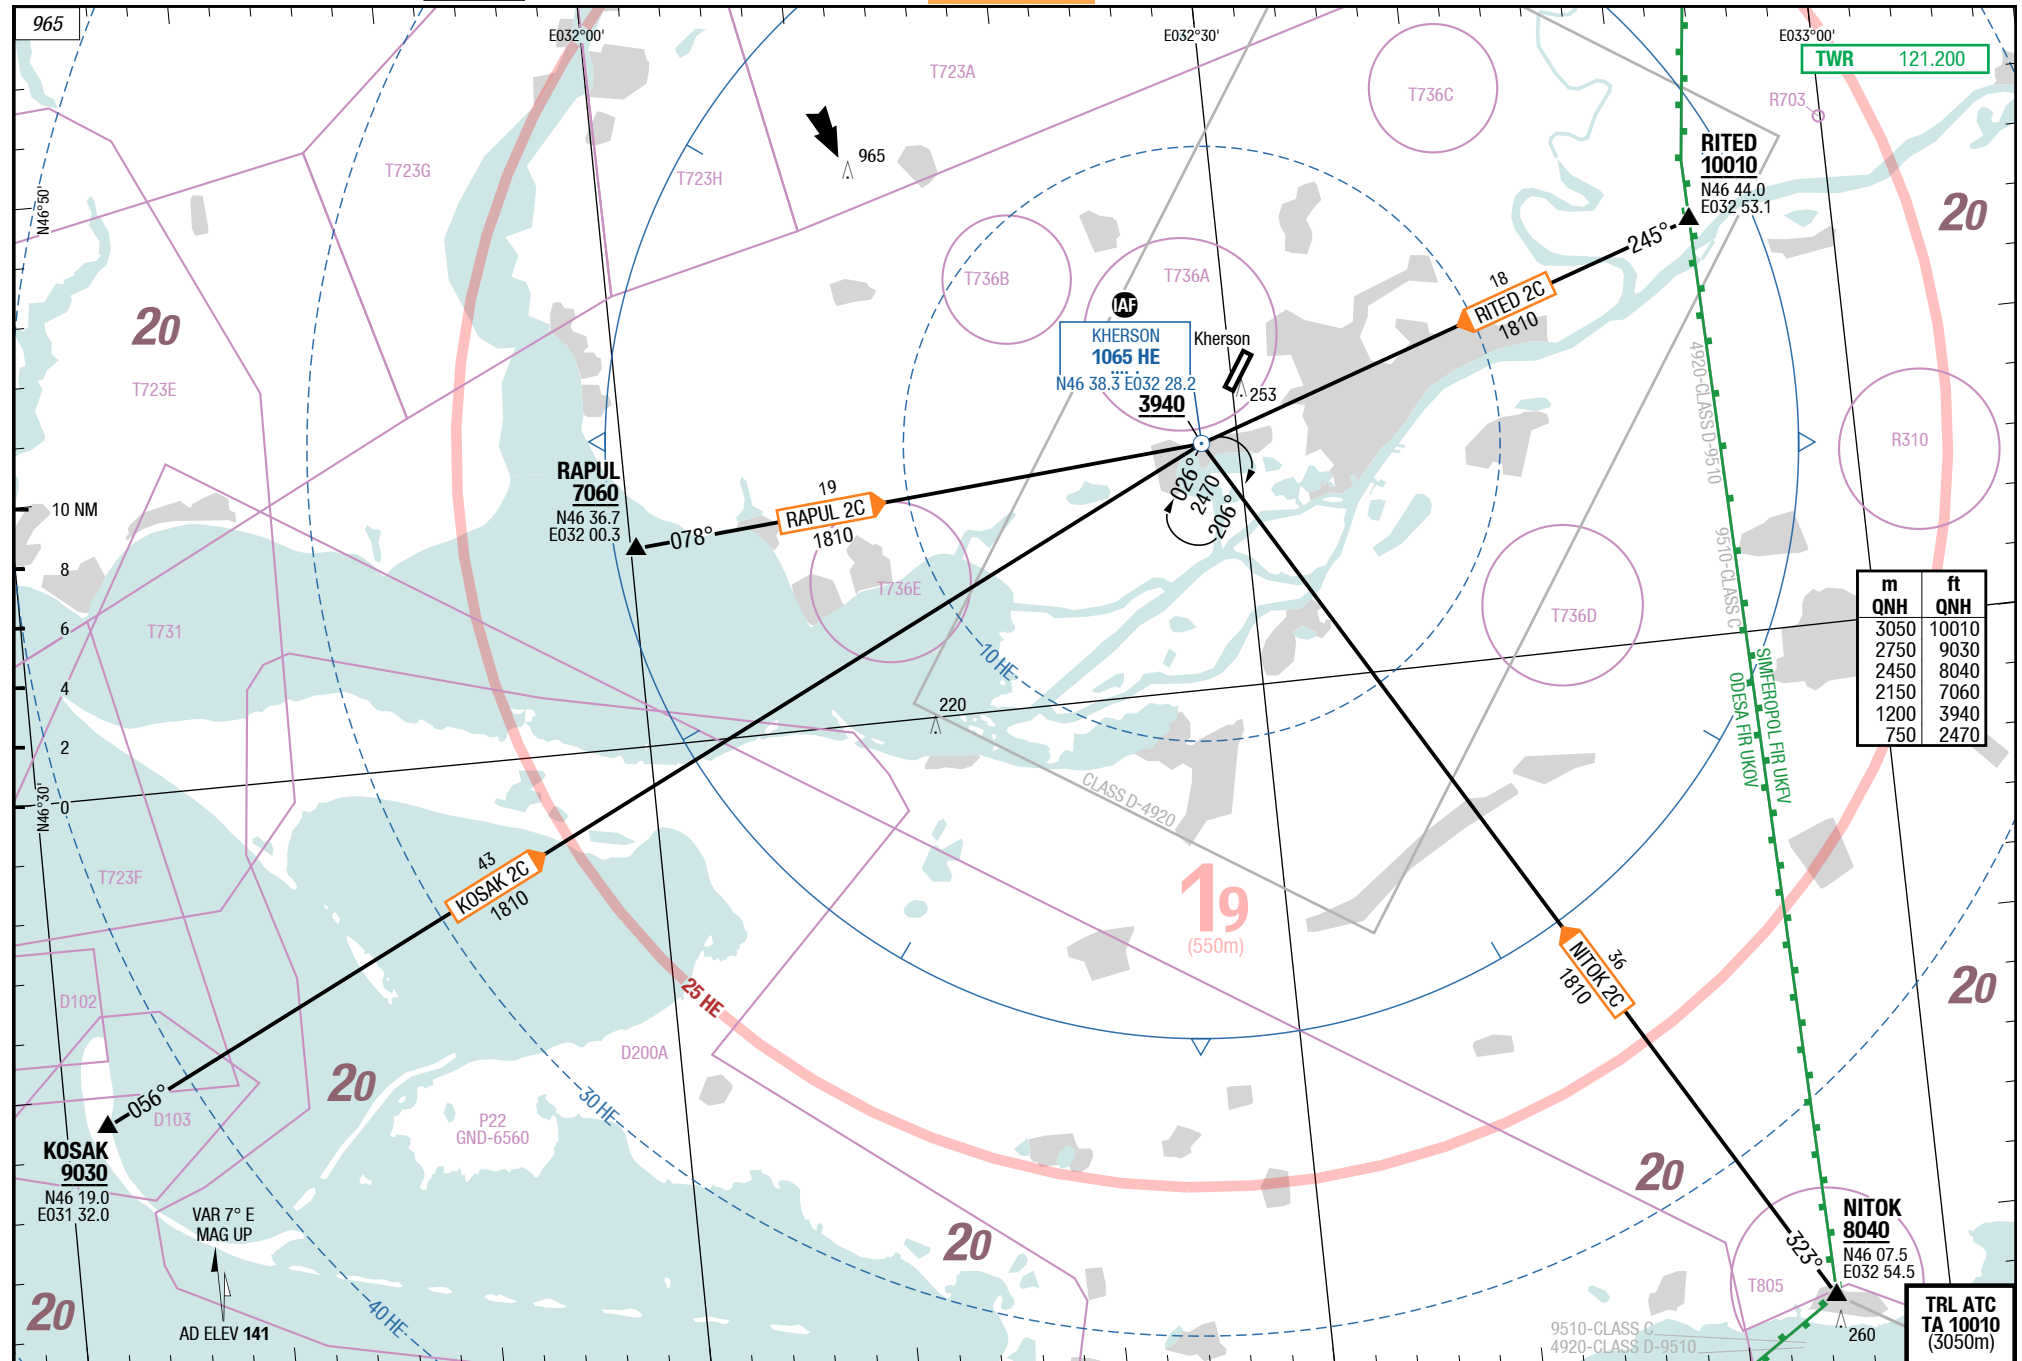 965
E032°00'
E032°30'
E033°00'
TWR 121.200
T723A
T736C
R703
T723G
T723H
965
RITED
10010
N46 44.0
E032 53.1
N46°50'
20
245°
T736B
T736A
18
RITED 2C
1810
IAF
20
KHERSON
1065 HE
N46 38.3 E032 28.2
3940
Kherson
253
T723E
4920-CLASS D-9510
R310
RAPUL
7060
N46 36.7
E032 00.3
19
RAPUL 2C
1810
078°
026°
2470
206°
10 NM
8
6
4
2
0
9510-CLASS C
T736E
T736D
T731
m ft
QNH QNH
3050 10010
2750 9030
2450 8040
2150 7060
1200 3940
750 2470
10 HE
SIMFEROPOL FIR UKFV
ODESA FIR UKOV
220
N46°30'
CLASS D-4920
T723F
43
KOSAK 2C
1810
19
(550m)
36
NITOK 2C
1810
20
D102
25 HE
D200A
20
056°
D103
30 HE
P22
GND-6560
KOSAK
9030
N46 19.0
E031 32.0
20
VAR 7° E
MAG UP
NITOK
8040
N46 07.5
E032 54.5
323°
20
T805
20
40 HE
AD ELEV 141
TRL ATC
TA 10010
(3050m)
260
9510-CLASS C
4920-CLASS D-9510